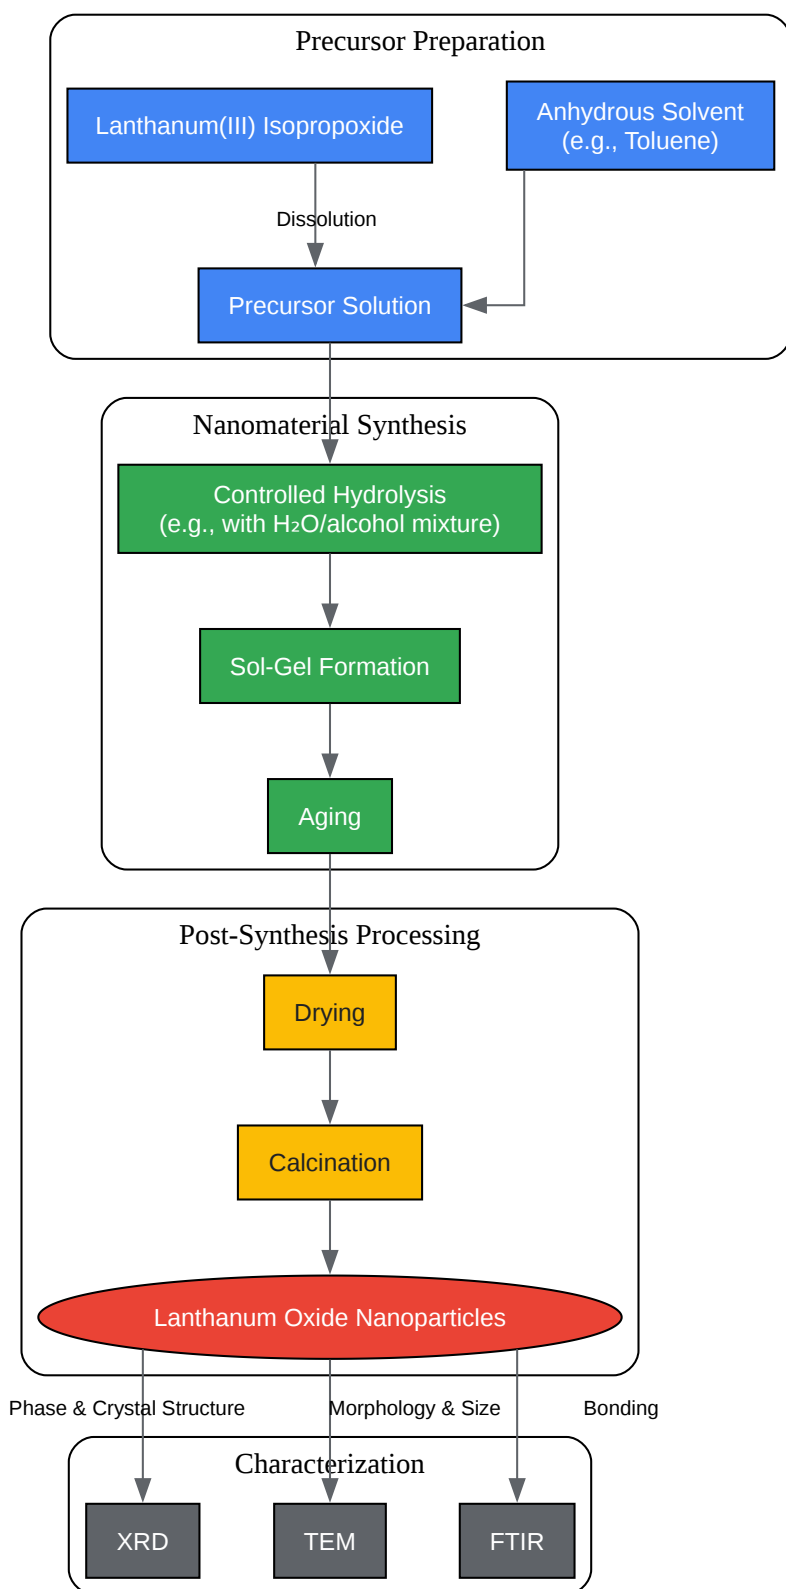 Precursor Preparation
Lanthanum(III) Isopropoxide
Anhydrous Solvent
(e.g., Toluene)
Dissolution
Precursor Solution
Nanomaterial Synthesis
Controlled Hydrolysis
(e.g., with H₂O/alcohol mixture)
Sol-Gel Formation
Aging
Post-Synthesis Processing
Drying
Calcination
Lanthanum Oxide Nanoparticles
Phase & Crystal Structure
Morphology & Size
Bonding
Characterization
XRD
TEM
FTIR